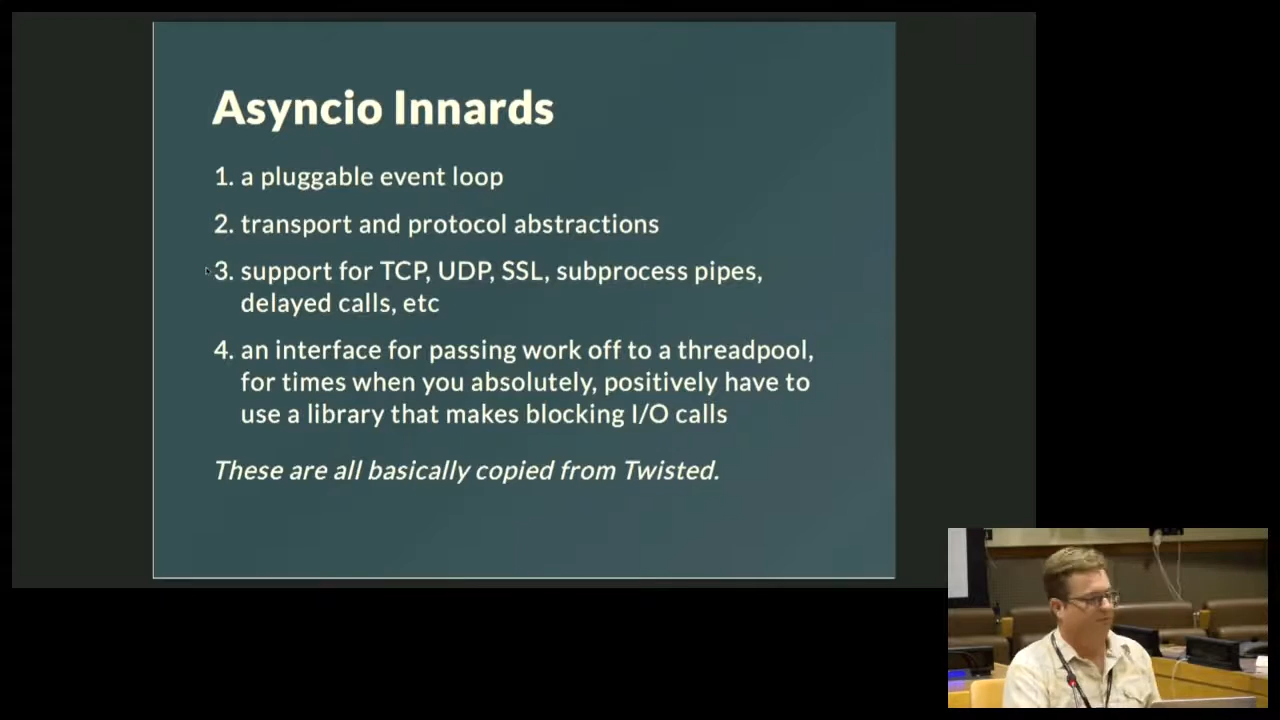 Asyncio Innards
1. a pluggable event loop
2. transport and protocol abstractions
3. support for TCP, UDP, SSL, subprocess pipes,
delayed calls, etc
4. an interface for passing work off to a threadpool,
for times when you absolutely, positively have to
use a library that makes blocking I/O calls
These are all basically copied from Twisted.